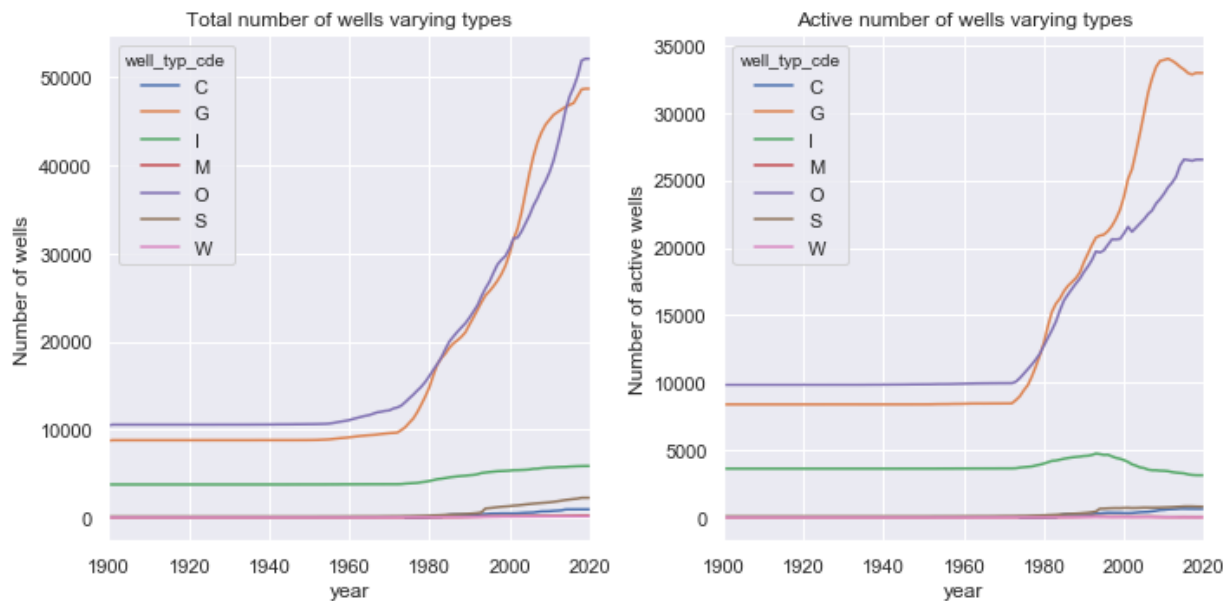 Total number of wells varying types
well_typ_cde
C
G
I
M
O
S
W
50000
40000
30000
20000
10000
0
Number of wells
1900 1920 1940 1960 1980 2000 2020
year
Active number of wells varying types
well_typ_cde
C
G
I
M
O
S
W
35000
30000
25000
20000
15000
10000
5000
0
Number of active wells
1900 1920 1940 1960 1980 2000 2020
year